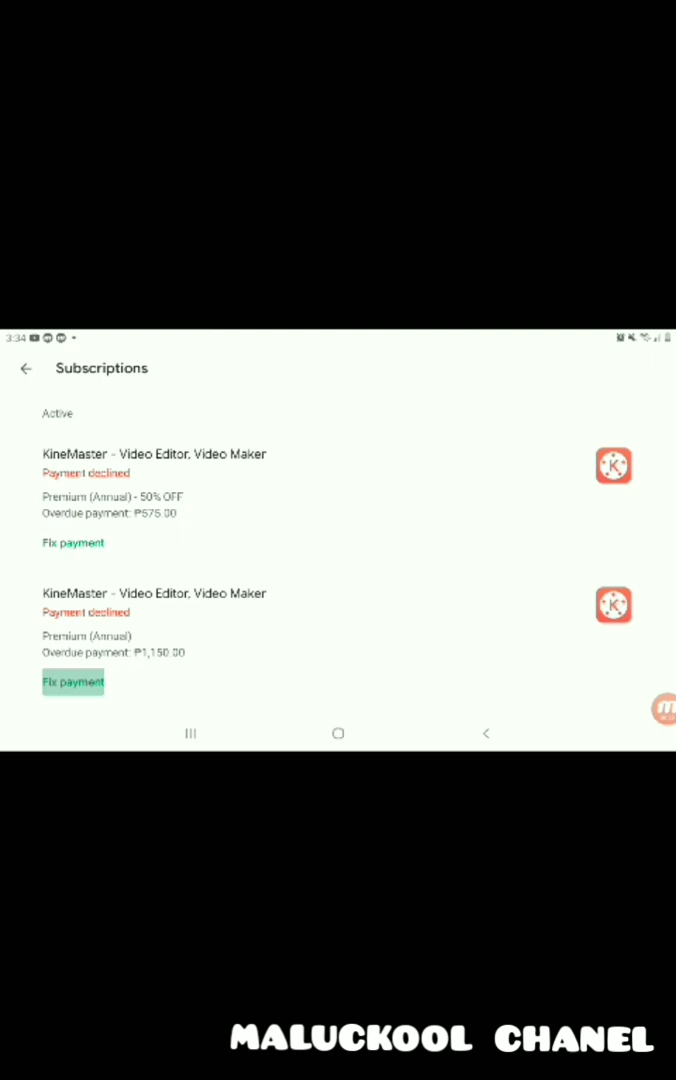 3:34
Subscriptions
Active
KineMaster - Video Editor, Video Maker
Payment declined
Premium (Annual) - 50% OFF
Overdue payment: ₱575.00
Fix payment
KineMaster - Video Editor, Video Maker
Payment declined
Premium (Annual)
Overdue payment: ₱1,150.00
Fix payment
MALUCKOOL CHANEL